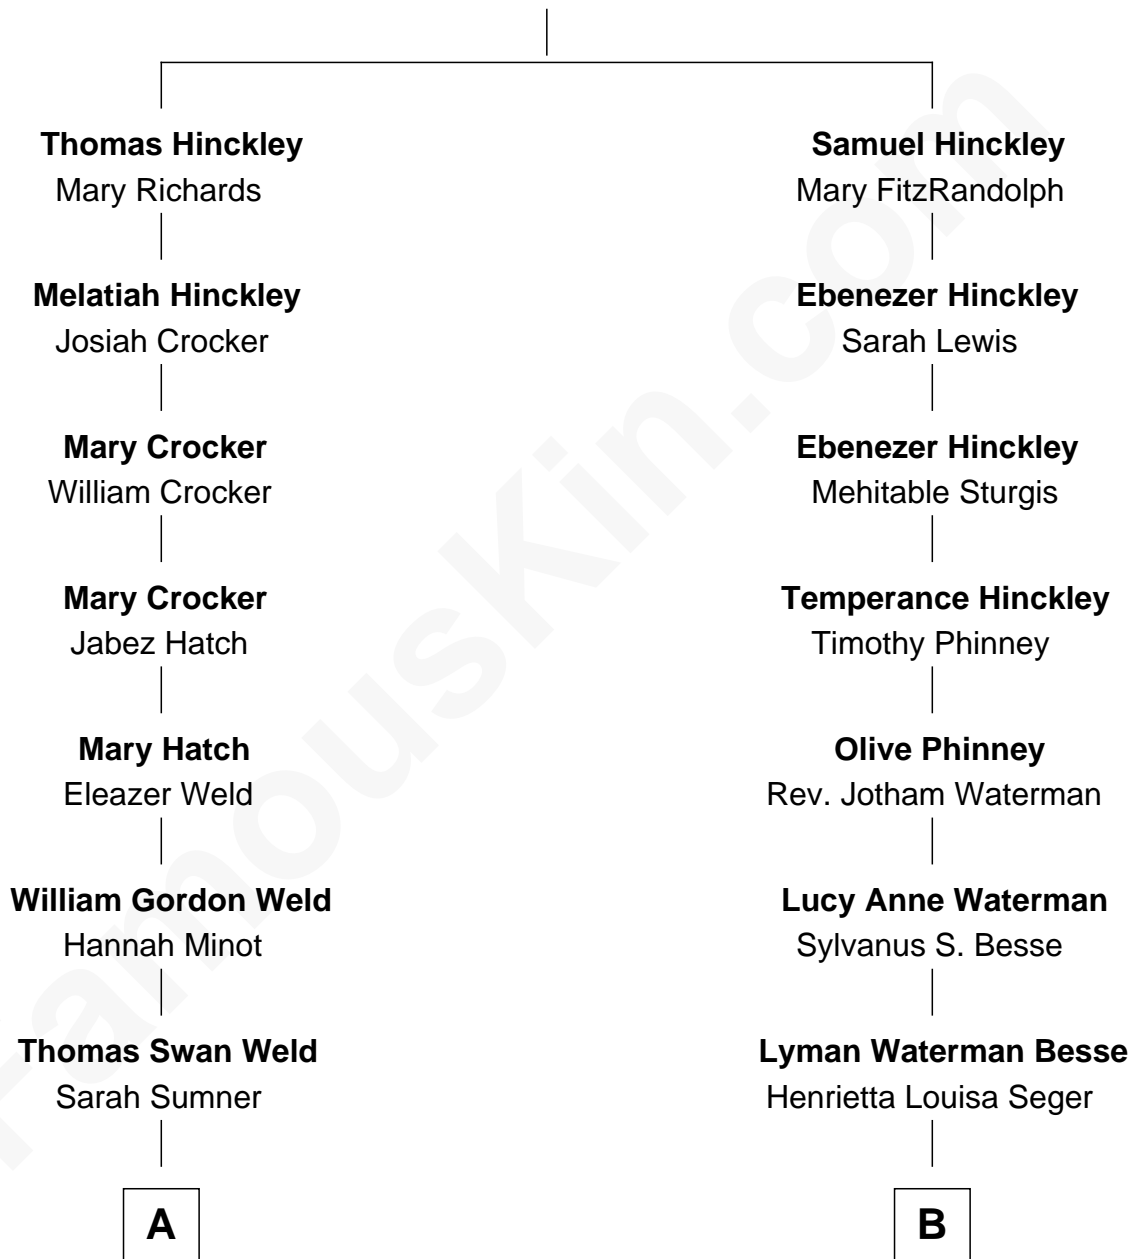 Thomas Hinckley
Mary Richards
Samuel Hinckley
Mary FitzRandolph
Melatiah Hinckley
Josiah Crocker
Ebenezer Hinckley
Sarah Lewis
Mary Crocker
William Crocker
Ebenezer Hinckley
Mehitable Sturgis
Mary Crocker
Jabez Hatch
Temperance Hinckley
Timothy Phinney
Mary Hatch
Eleazer Weld
Olive Phinney
Rev. Jotham Waterman
William Gordon Weld
Hannah Minot
Lucy Anne Waterman
Sylvanus S. Besse
Thomas Swan Weld
Sarah Sumner
Lyman Waterman Besse
Henrietta Louisa Seger
A
B
FamousKin.com